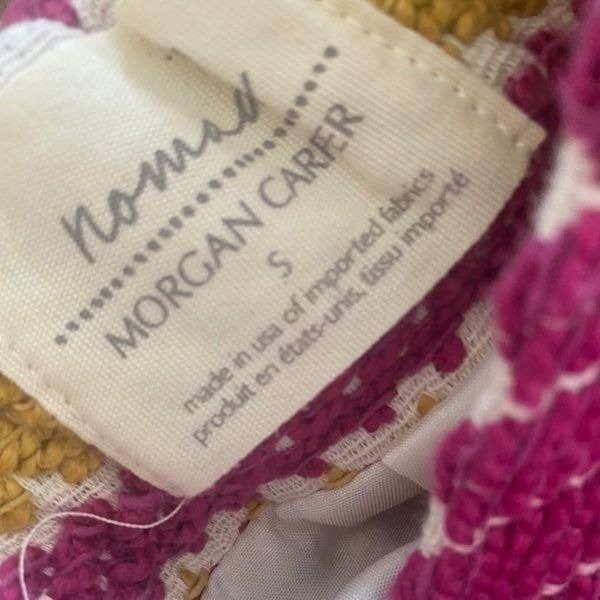 nomad
MORGAN CARPER
S
made in usa of imported fabrics
produit en états-unis, tissu importé